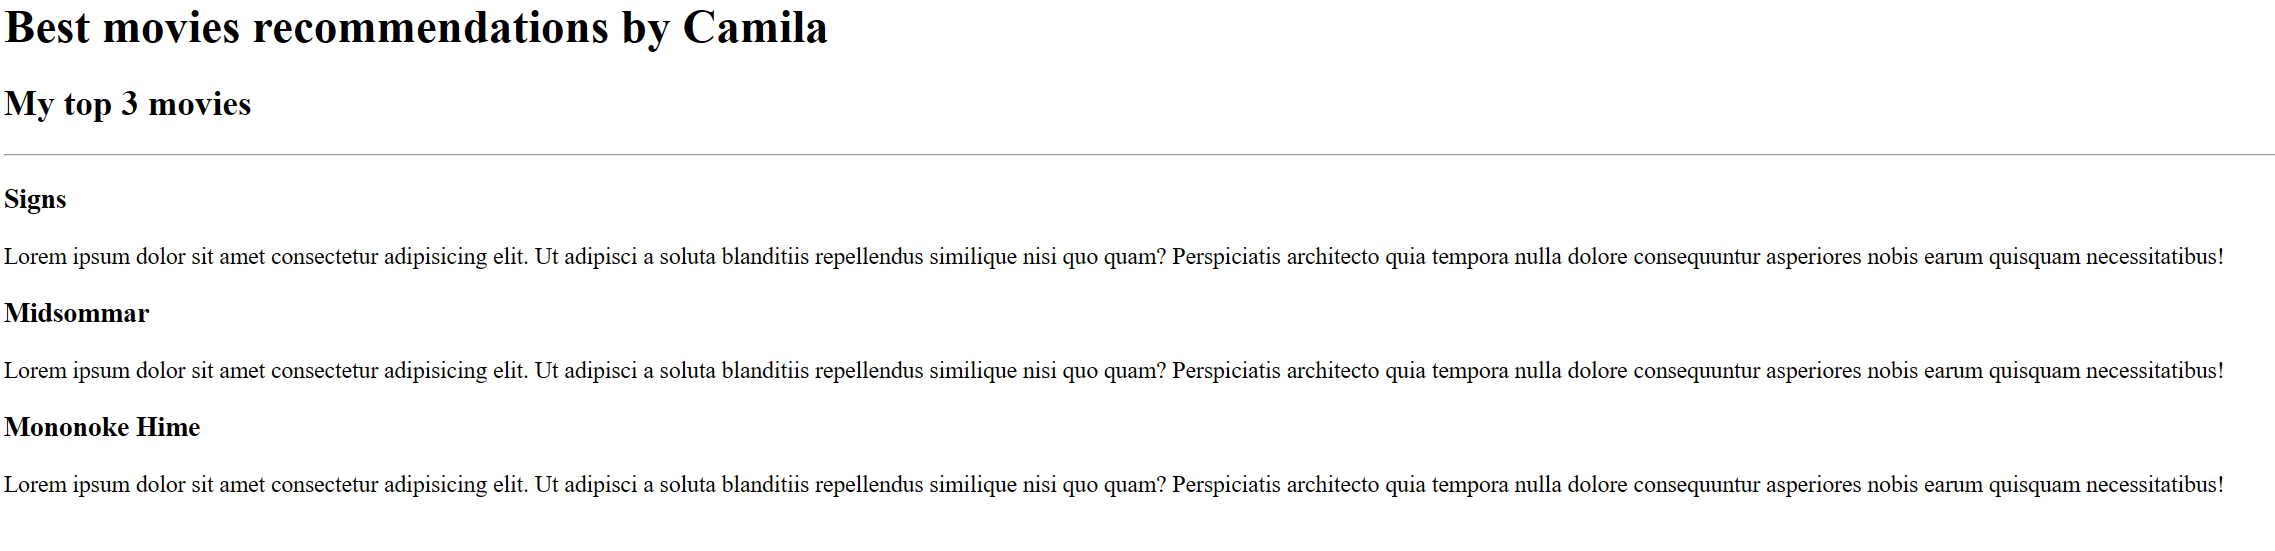 Best movies recommendations by Camila
My top 3 movies
Signs
Lorem ipsum dolor sit amet consectetur adipisicing elit. Ut adipisci a soluta blanditiis repellendus similique nisi quo quam? Perspiciatis architecto quia tempora nulla dolore consequuntur asperiores nobis earum quisquam necessitatibus!
Midsommar
Lorem ipsum dolor sit amet consectetur adipisicing elit. Ut adipisci a soluta blanditiis repellendus similique nisi quo quam? Perspiciatis architecto quia tempora nulla dolore consequuntur asperiores nobis earum quisquam necessitatibus!
Mononoke Hime
Lorem ipsum dolor sit amet consectetur adipisicing elit. Ut adipisci a soluta blanditiis repellendus similique nisi quo quam? Perspiciatis architecto quia tempora nulla dolore consequuntur asperiores nobis earum quisquam necessitatibus!